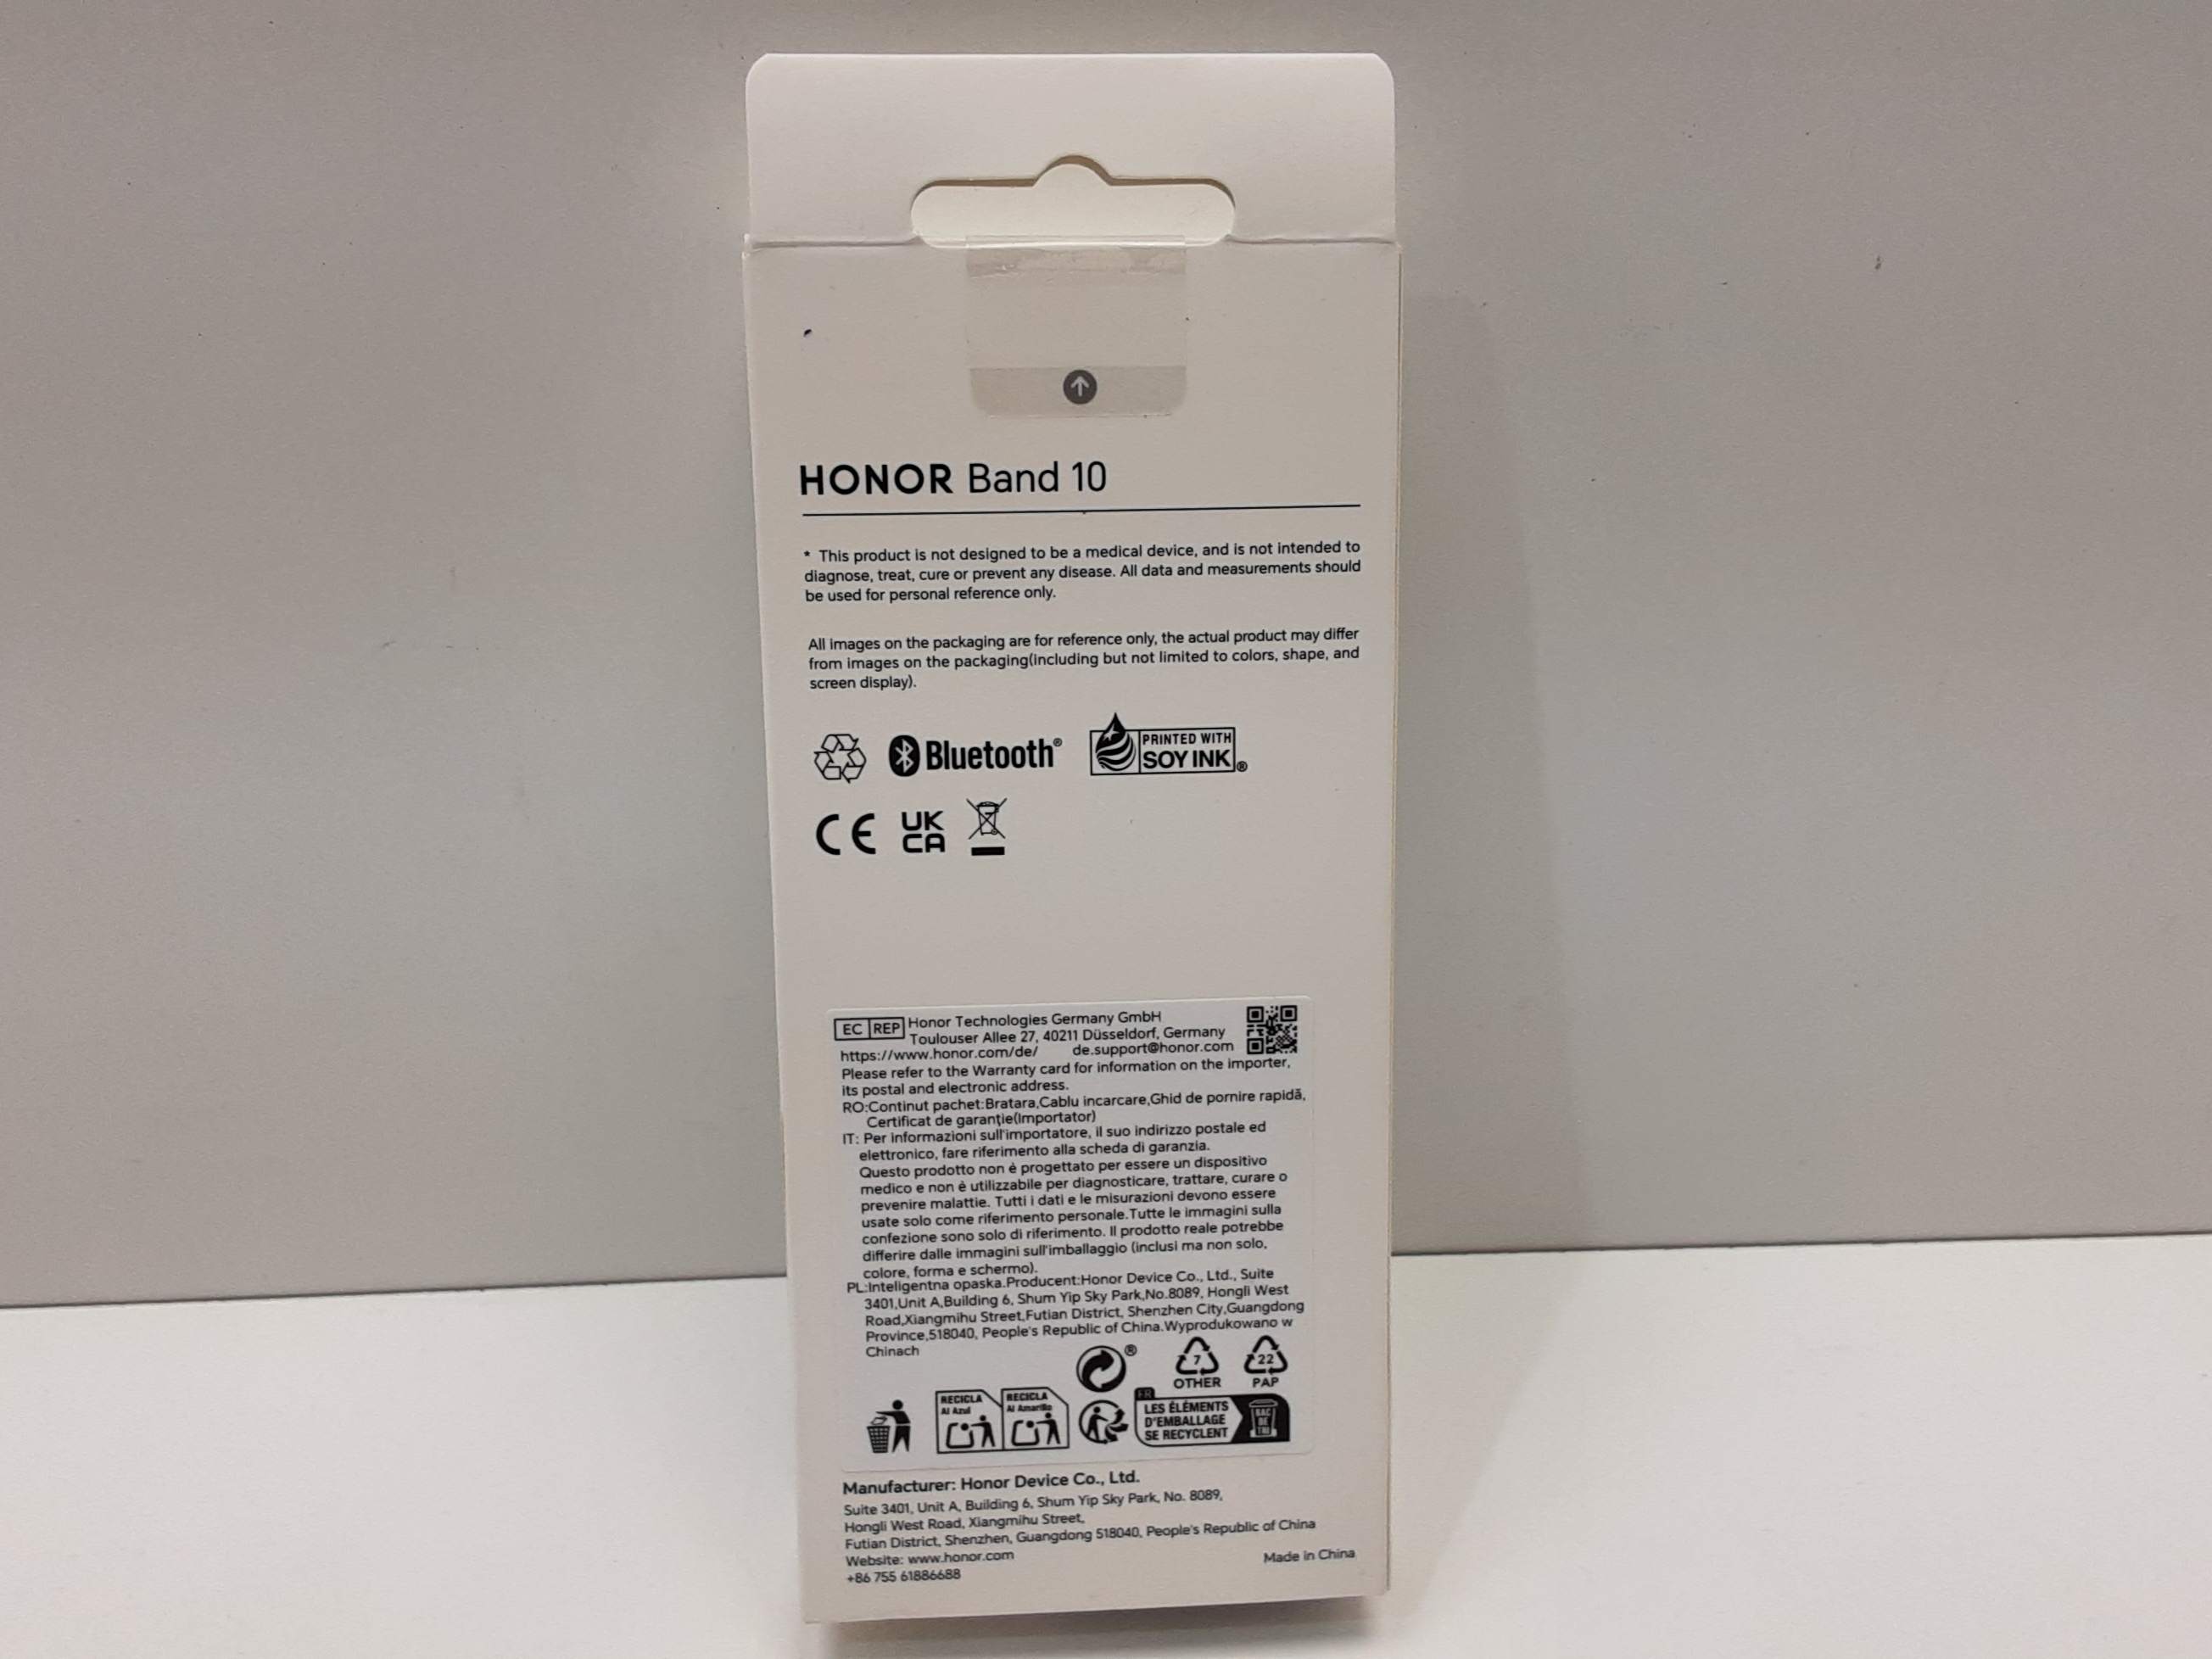 HONOR Band 10
* This product is not designed to be a medical device, and is not intended to
diagnose, treat, cure or prevent any disease. All data and measurements should
be used for personal reference only.
All images on the packaging are for reference only, the actual product may differ
from images on the packaging(including but not limited to colors, shape, and
screen display).
Bluetooth®
PRINTED WITH
SOY INK®
CE
UK
CA
EC REP Honor Technologies Germany GmbH
Toulouser Allee 27, 40211 Düsseldorf, Germany
https://www.honor.com/de/ de.support@honor.com
Please refer to the Warranty card for information on the importer,
its postal and electronic address.
RO:Continut pachet:Bratara,Cablu incarcare,Ghid de pornire rapidă,
Certificat de garanție(Importator)
IT: Per informazioni sull'importatore, il suo indirizzo postale ed
elettronico, fare riferimento alla scheda di garanzia.
Questo prodotto non è progettato per essere un dispositivo
medico e non è utilizzabile per diagnosticare, trattare, curare o
prevenire malattie. Tutti i dati e le misurazioni devono essere
usate solo come riferimento personale.Tutte le immagini sulla
confezione sono solo di riferimento. Il prodotto reale potrebbe
differire dalle immagini sull'imballaggio (inclusi ma non solo,
colore, forma e schermo).
PL:Inteligentna opaska.Producent:Honor Device Co., Ltd., Suite
3401,Unit A,Building 6, Shum Yip Sky Park,No.8089, Hongli West
Road,Xiangmihu Street,Futian District, Shenzhen City,Guangdong
Province,518040, People's Republic of China.Wyprodukowano w
Chinach
®
7
OTHER
22
PAP
RECICLA
Al Azul
RECICLA
Al Amarillo
FR
LES ÉLÉMENTS
D'EMBALLAGE
SE RECYCLENT
BAC
DE
TRI
Manufacturer: Honor Device Co., Ltd.
Suite 3401, Unit A, Building 6, Shum Yip Sky Park, No. 8089,
Hongli West Road, Xiangmihu Street,
Futian District, Shenzhen, Guangdong 518040, People's Republic of China
Website: www.honor.com
Made in China
+86 755 61886688